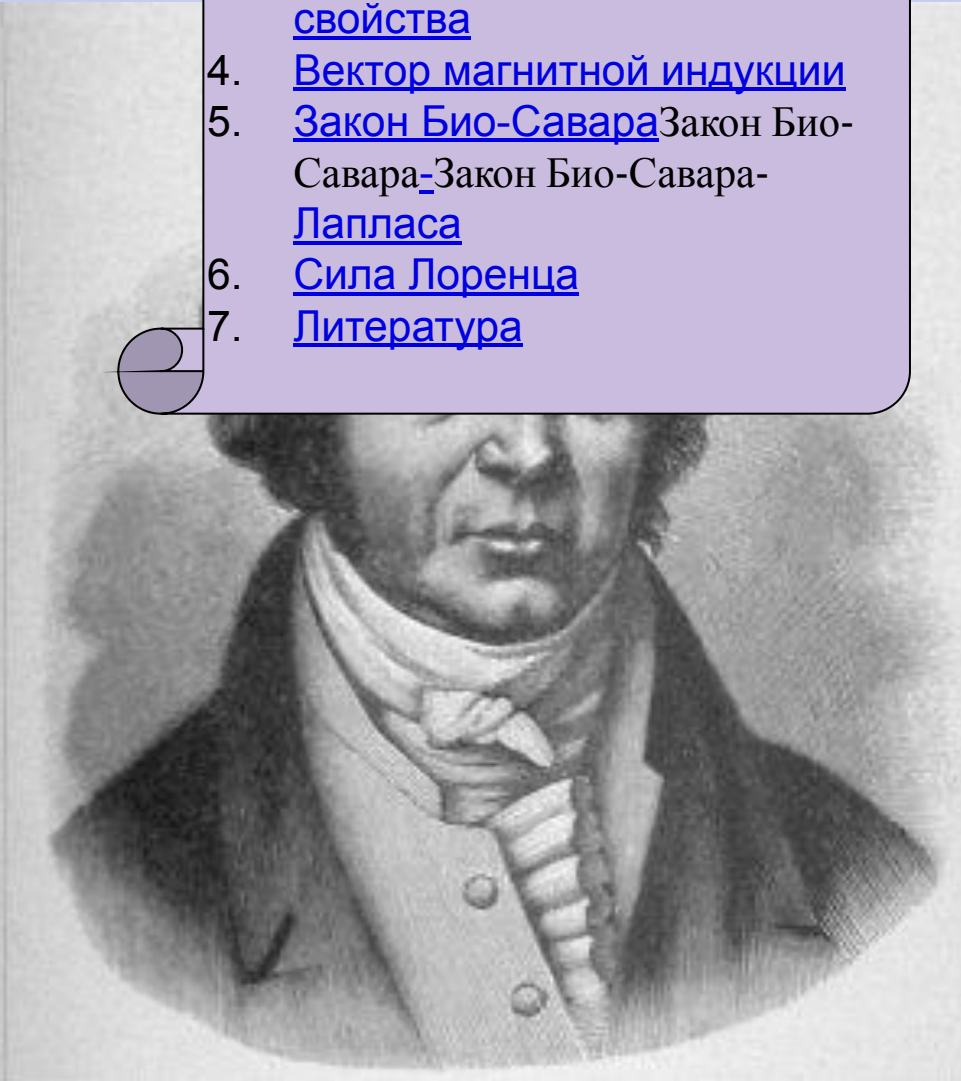 свойства
4. Вектор магнитной индукции
5. Закон Био-СавараЗакон Био-
Савара-Закон Био-Савара-
Лапласа
6. Сила Лоренца
7. Литература